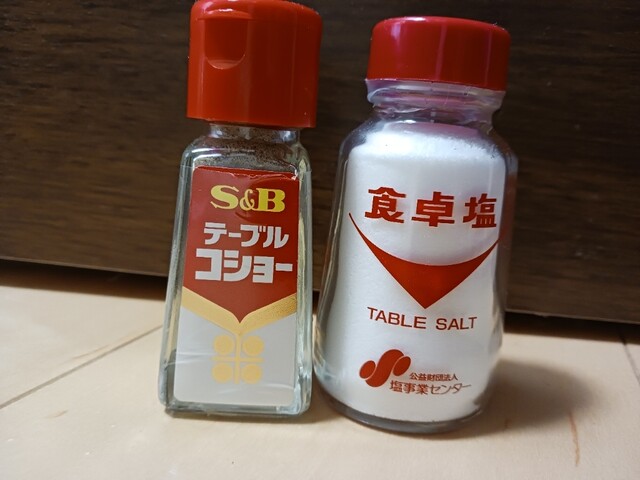 S&B
テーブル
コショー
食卓塩
TABLE SALT
公益財団法人
塩事業センター